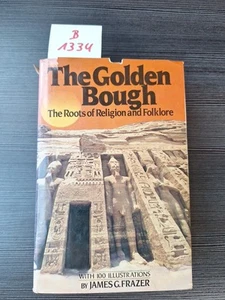 B
1334
The Golden
Bough
The Roots of Religion and Folklore
WITH 100 ILLUSTRATIONS
BY JAMES G. FRAZER